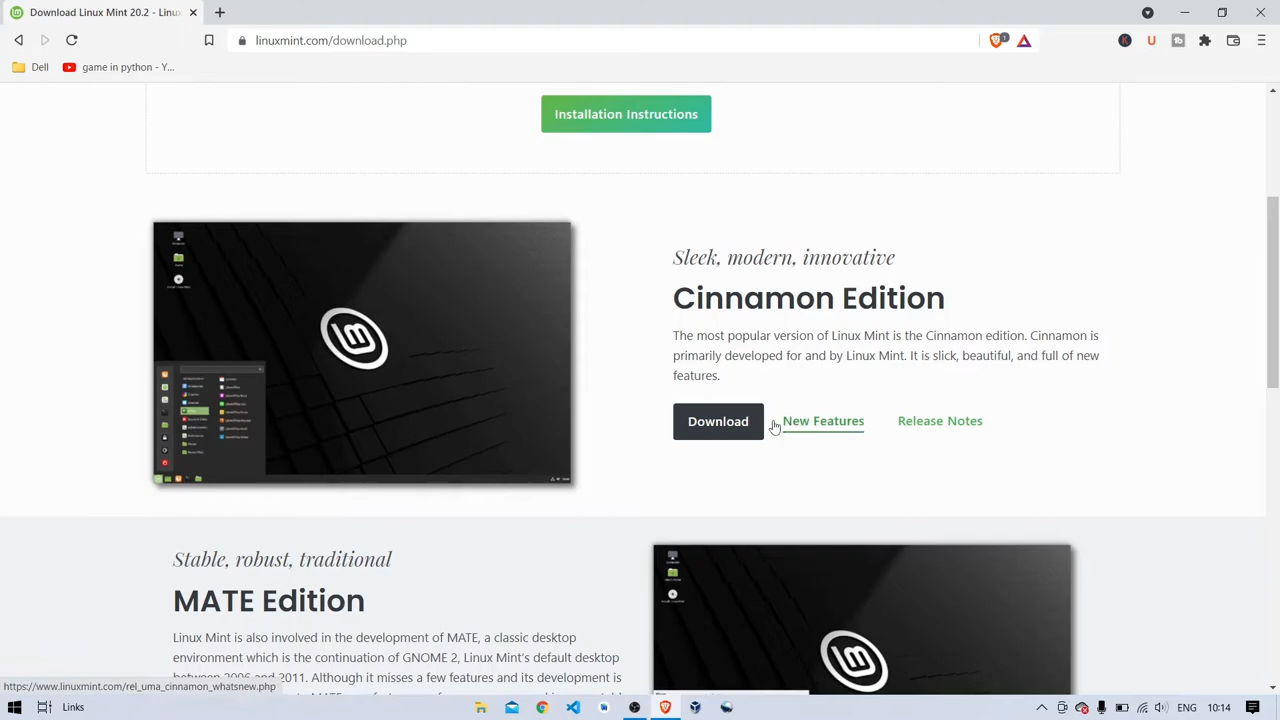 Download Linux Mint 20.2 - Linux
linuxmint.com/download.php
1
Dell
game in python - Y...
Installation Instructions
Sleek, modern, innovative
Cinnamon Edition
The most popular version of Linux Mint is the Cinnamon edition. Cinnamon is
primarily developed for and by Linux Mint. It is slick, beautiful, and full of new
features.
Download
New Features
Release Notes
Stable, robust, traditional
MATE Edition
Linux Mint is also involved in the development of MATE, a classic desktop
environment which is the continuation of GNOME 2, Linux Mint's default desktop
between 2006 and 2011. Although it misses a few features and its development is
https://www.linuxmint.com/rel_uma_cinnamon_whatsnew.php
Links
ENG
10:14